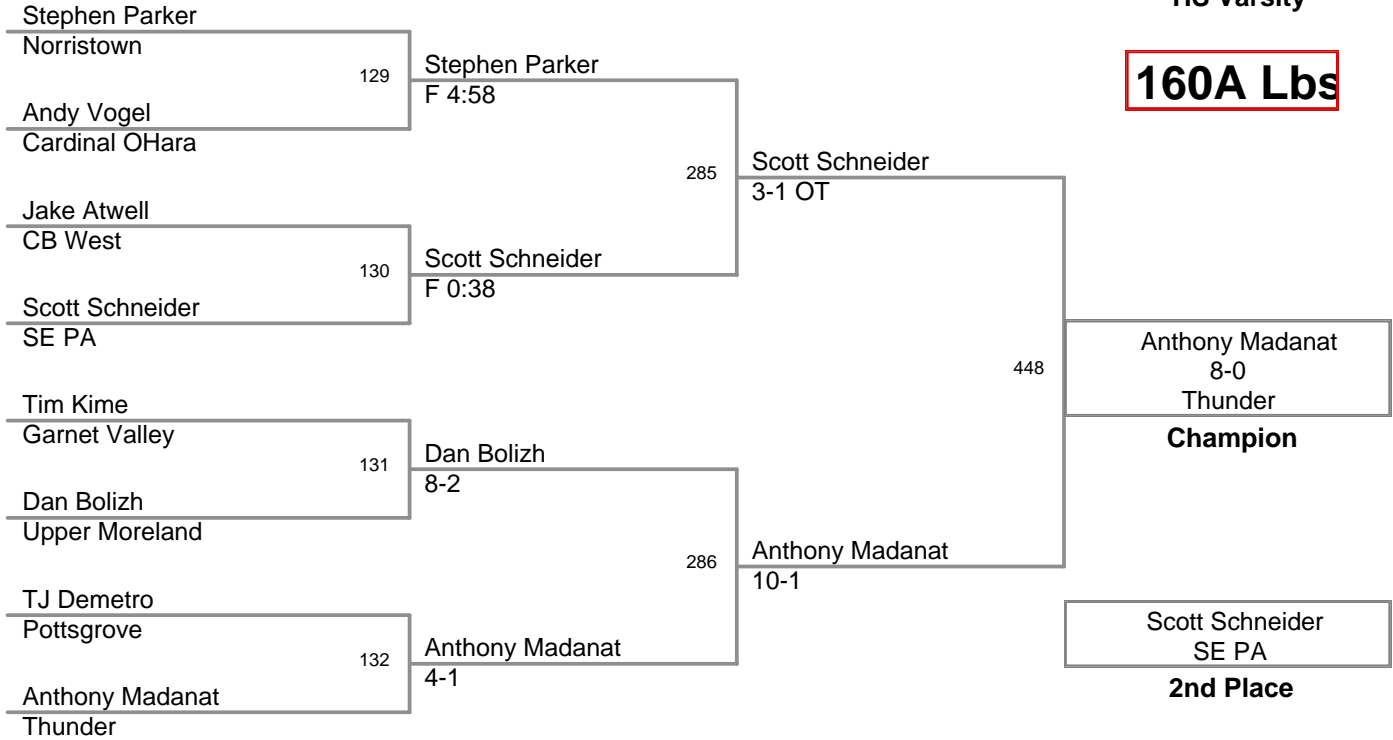 HS Varsity
160A Lbs
Stephen Parker
Norristown
129
Andy Vogel
Cardinal OHara
Stephen Parker
F 4:58
Jake Atwell
CB West
130
Scott Schneider
SE PA
Scott Schneider
F 0:38
285
Scott Schneider
3-1 OT
Tim Kime
Garnet Valley
131
Dan Bolizh
Upper Moreland
Dan Bolizh
8-2
TJ Demetro
Pottsgrove
132
Anthony Madanat
Thunder
Anthony Madanat
4-1
286
Anthony Madanat
10-1
448
Anthony Madanat
8-0
Thunder
Champion
Scott Schneider
SE PA
2nd Place